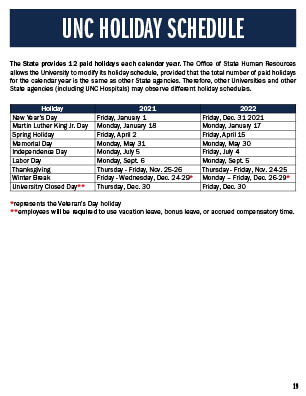 UNC HOLIDAY SCHEDULE
The State provides 12 paid holidays each calendar year. The Office of State Human Resources
allows the University to modify its holiday schedule, provided that the total number of paid holidays
for the calendar year is the same as other State agencies. Therefore, other Universities and other
State agencies (including UNC Hospitals) may observe different holiday schedules.
Holiday 2021 2022
New Year's Day Friday, January 1 Friday, Dec. 31 2021
Martin Luther King Jr. Day Monday, January 18 Monday, January 17
Spring Holiday Friday, April 2 Friday, April 15
Memorial Day Monday, May 31 Monday, May 30
Independence Day Monday, July 5 Friday, July 4
Labor Day Monday, Sept. 6 Monday, Sept. 5
Thanksgiving Thursday - Friday, Nov. 25-26 Thursday - Friday, Nov. 24-25
Winter Break Friday - Wednesday, Dec. 24-29* Monday – Friday, Dec. 26-29*
University Closed Day** Thursday, Dec. 30 Friday, Dec. 30
*represents the Veteran's Day holiday
**employees will be required to use vacation leave, bonus leave, or accrued compensatory time.
19